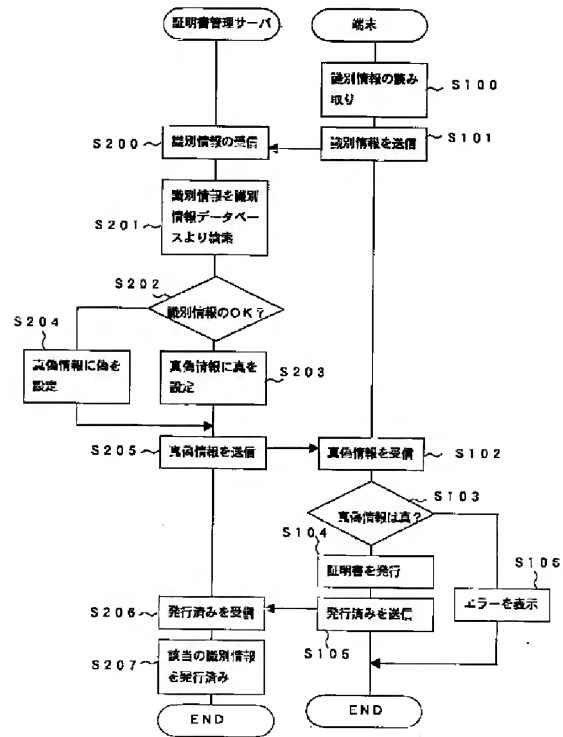 証明書管理サーバ
端末
識別情報の読み
取り
S100
S200
識別情報の受信
識別情報を送信
S101
識別情報を識別
情報データベー
スより検索
S201
S202
識別情報のOK?
S204
真偽情報に偽を
設定
真偽情報に真を
設定
S203
S205
真偽情報を送信
真偽情報を受信
S102
S103
真偽情報は真?
S104
証明書を発行
S106
エラーを表示
S206
発行済みを受信
発行済みを送信
S105
S207
該当の識別情報
を発行済み
END
END